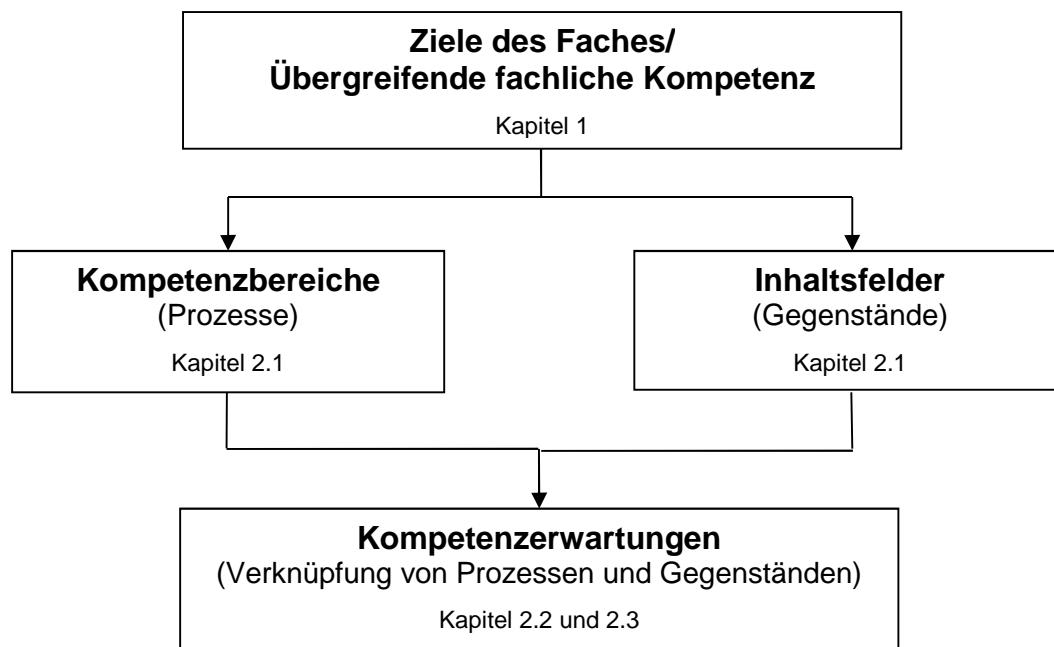 Ziele des Faches/
Übergreifende fachliche Kompetenz
Kapitel 1
Kompetenzbereiche
(Prozesse)
Kapitel 2.1
Inhaltsfelder
(Gegenstände)
Kapitel 2.1
Kompetenzerwartungen
(Verknüpfung von Prozessen und Gegenständen)
Kapitel 2.2 und 2.3